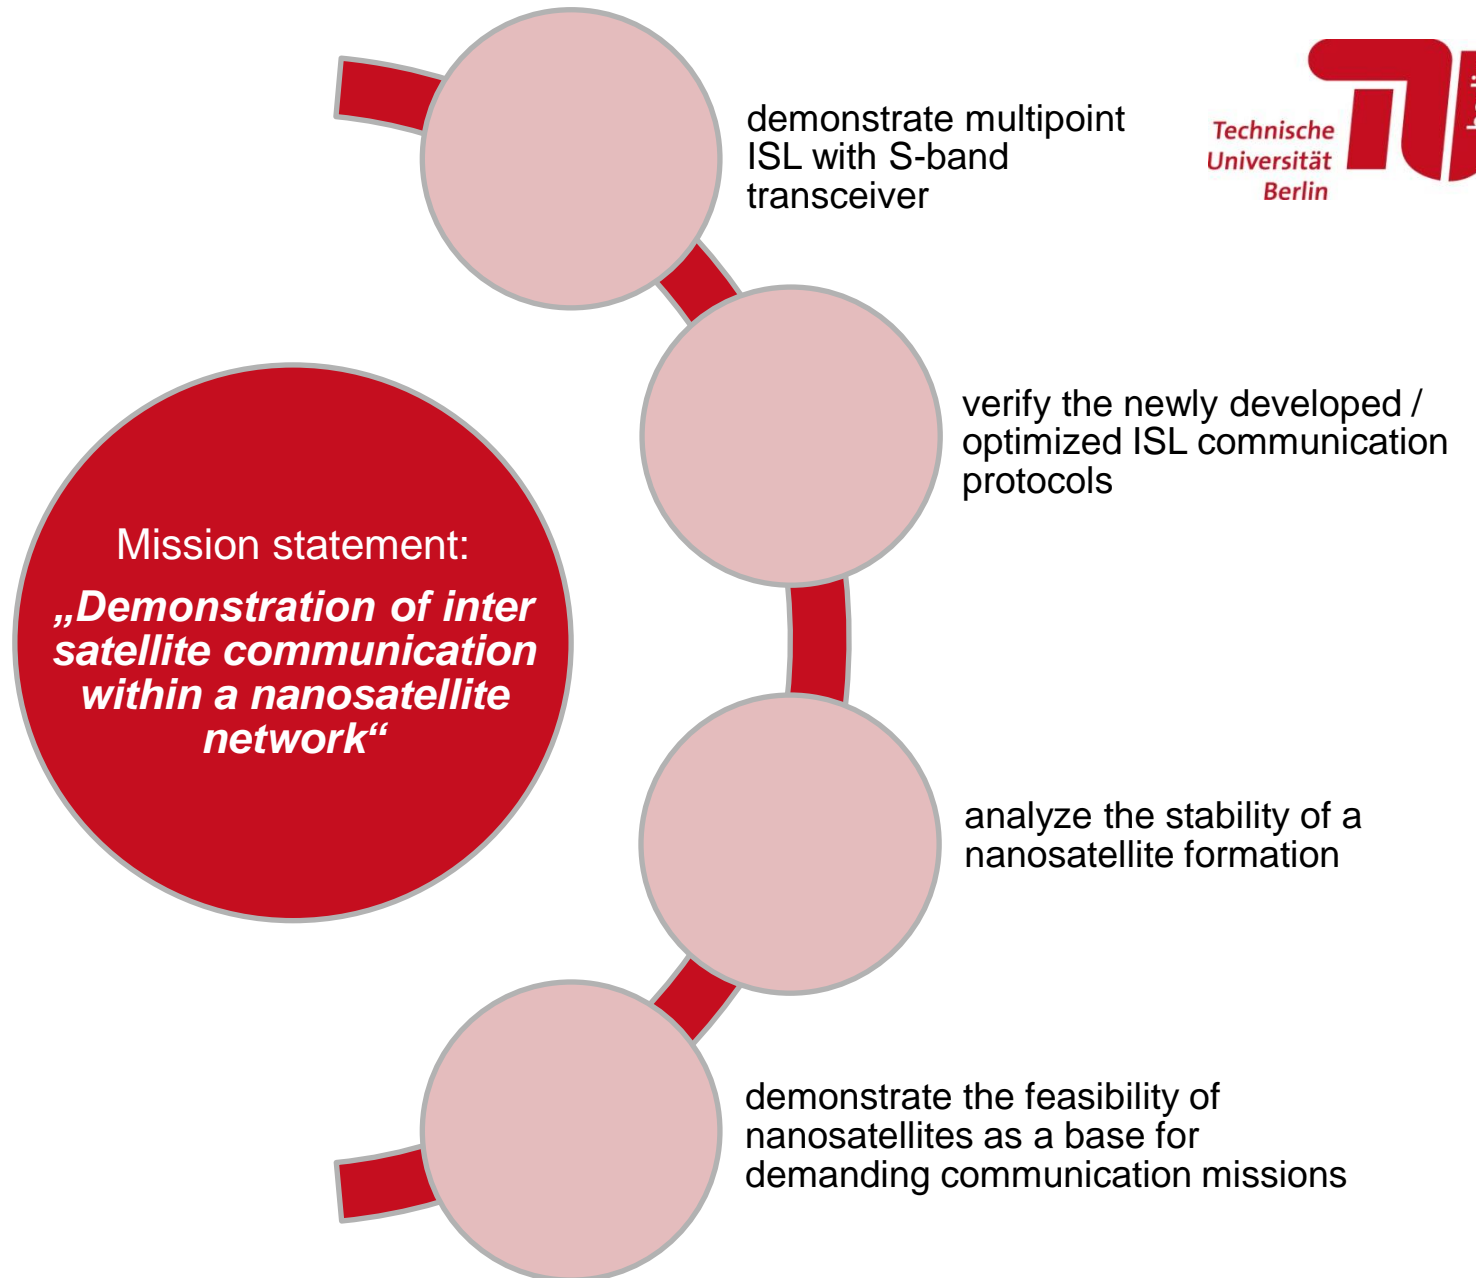 demonstrate multipoint
ISL with S-band
transceiver
Technische
Universität
Berlin
verify the newly developed /
optimized ISL communication
protocols
Mission statement:
„Demonstration of inter
satellite communication
within a nanosatellite
network“
analyze the stability of a
nanosatellite formation
demonstrate the feasibility of
nanosatellites as a base for
demanding communication missions